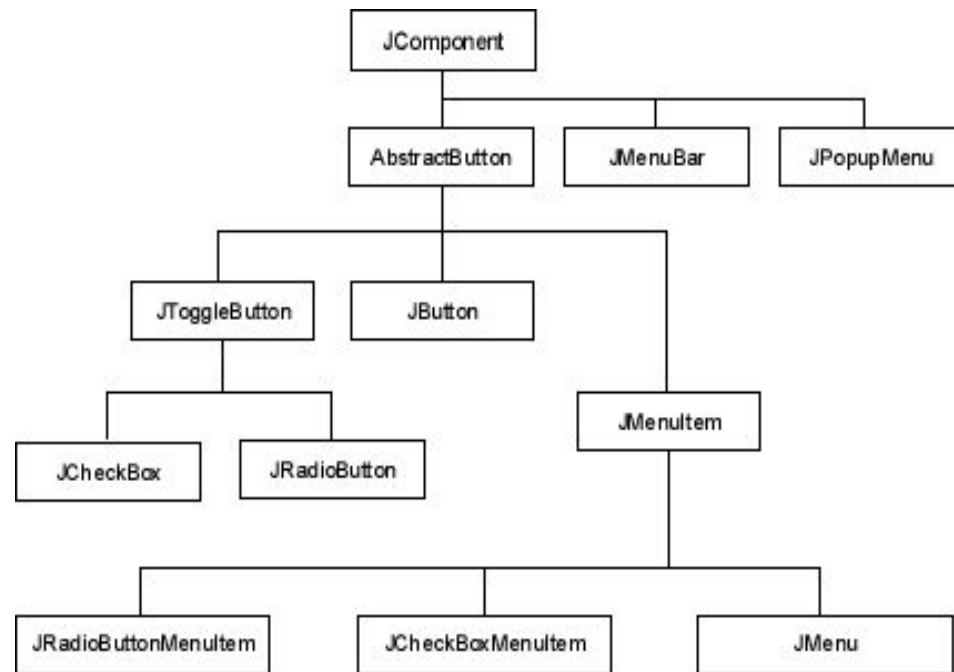 JComponent
AbstractButton
JMenuBar
JPopupMenu
JToggleButton
JButton
JMenuItem
JCheckBox
JRadioButton
JRadioButtonMenuItem
JCheckBoxMenuItem
JMenu